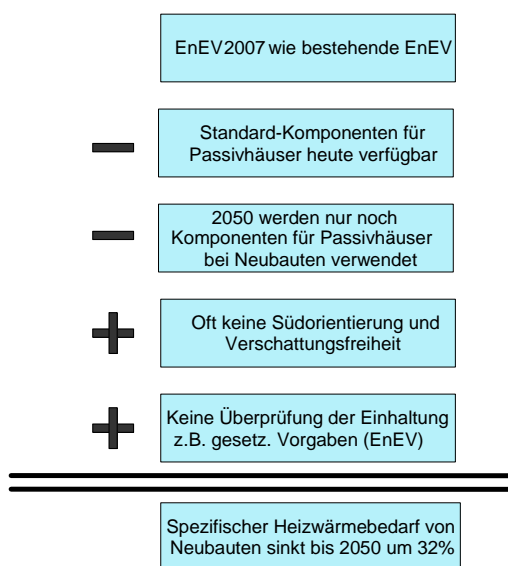 EnEV2007 wie bestehende EnEV
Standard-Komponenten für
Passivhäuser heute verfügbar
2050 werden nur noch
Komponenten für Passivhäuser
bei Neubauten verwendet
Oft keine Südorientierung und
Verschattungsfreiheit
Keine Überprüfung der Einhaltung
z.B. gesetz. Vorgaben (EnEV)
Spezifischer Heizwärmebedarf von
Neubauten sinkt bis 2050 um 32%